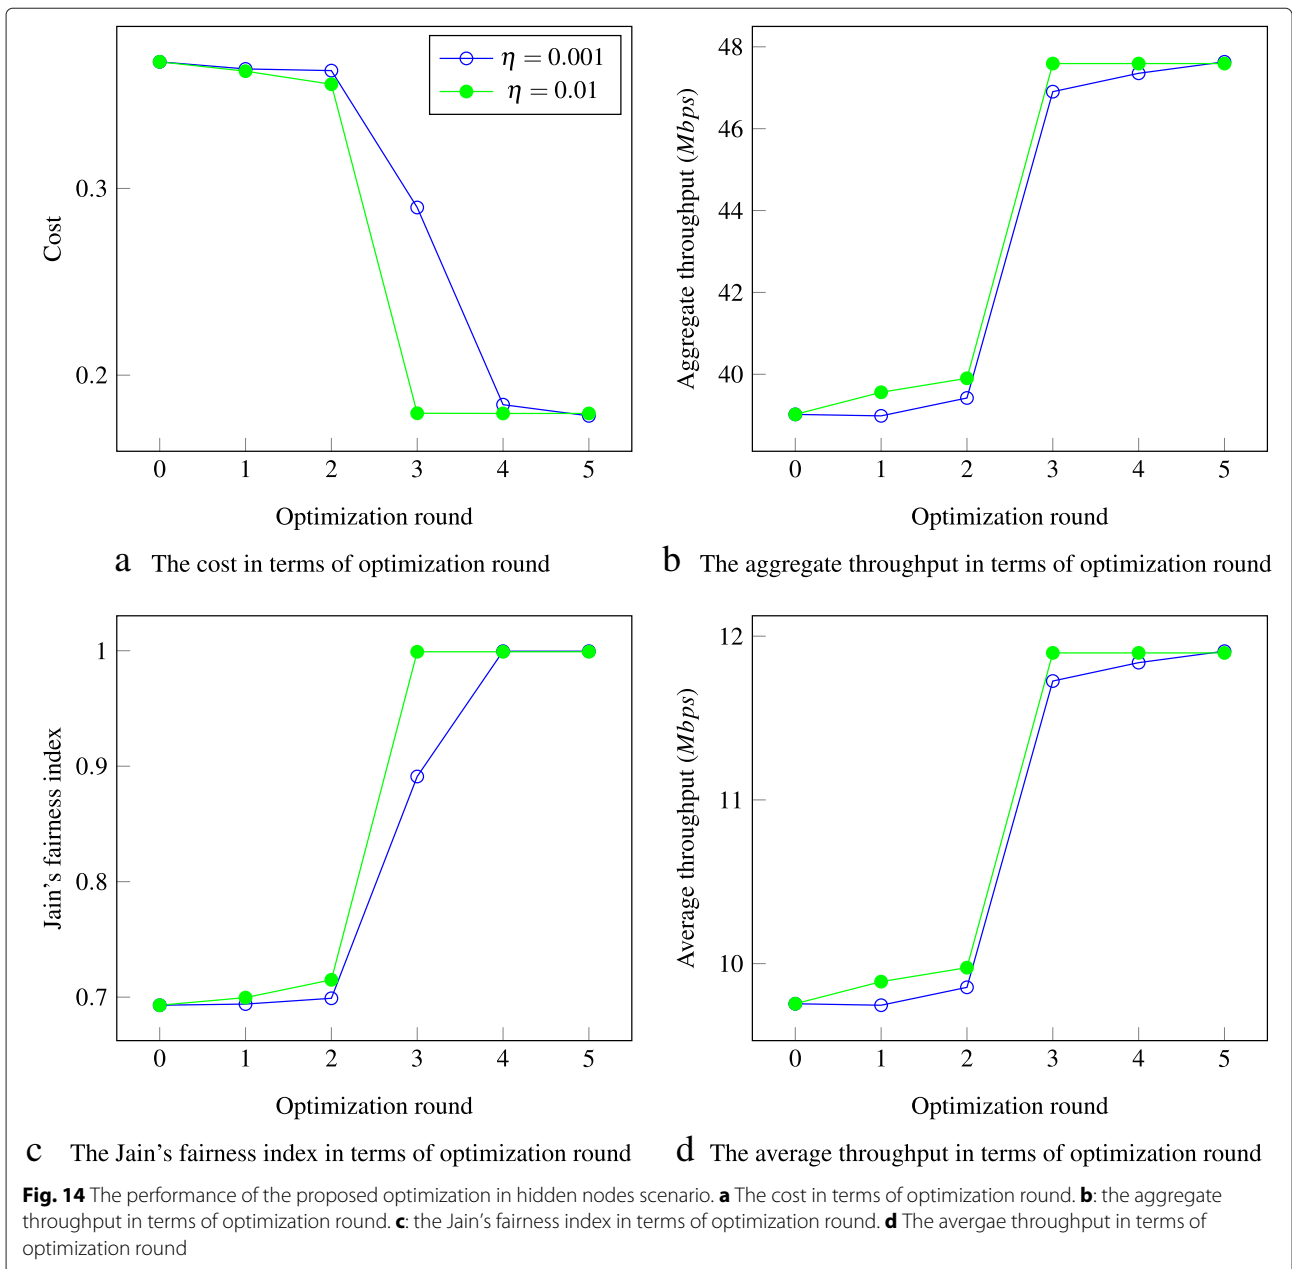 η = 0.001
η = 0.01
0.3
0.2
Cost
0 1 2 3 4 5
Optimization round
a The cost in terms of optimization round
48
46
44
42
40
Aggregate throughput (Mbps)
0 1 2 3 4 5
Optimization round
b The aggregate throughput in terms of optimization round
1
0.9
0.8
0.7
Jain's fairness index
0 1 2 3 4 5
Optimization round
c The Jain's fairness index in terms of optimization round
12
11
10
Average throughput (Mbps)
0 1 2 3 4 5
Optimization round
d The average throughput in terms of optimization round
Fig. 14 The performance of the proposed optimization in hidden nodes scenario. a The cost in terms of optimization round. b: the aggregate
throughput in terms of optimization round. c: the Jain's fairness index in terms of optimization round. d The avergae throughput in terms of
optimization round